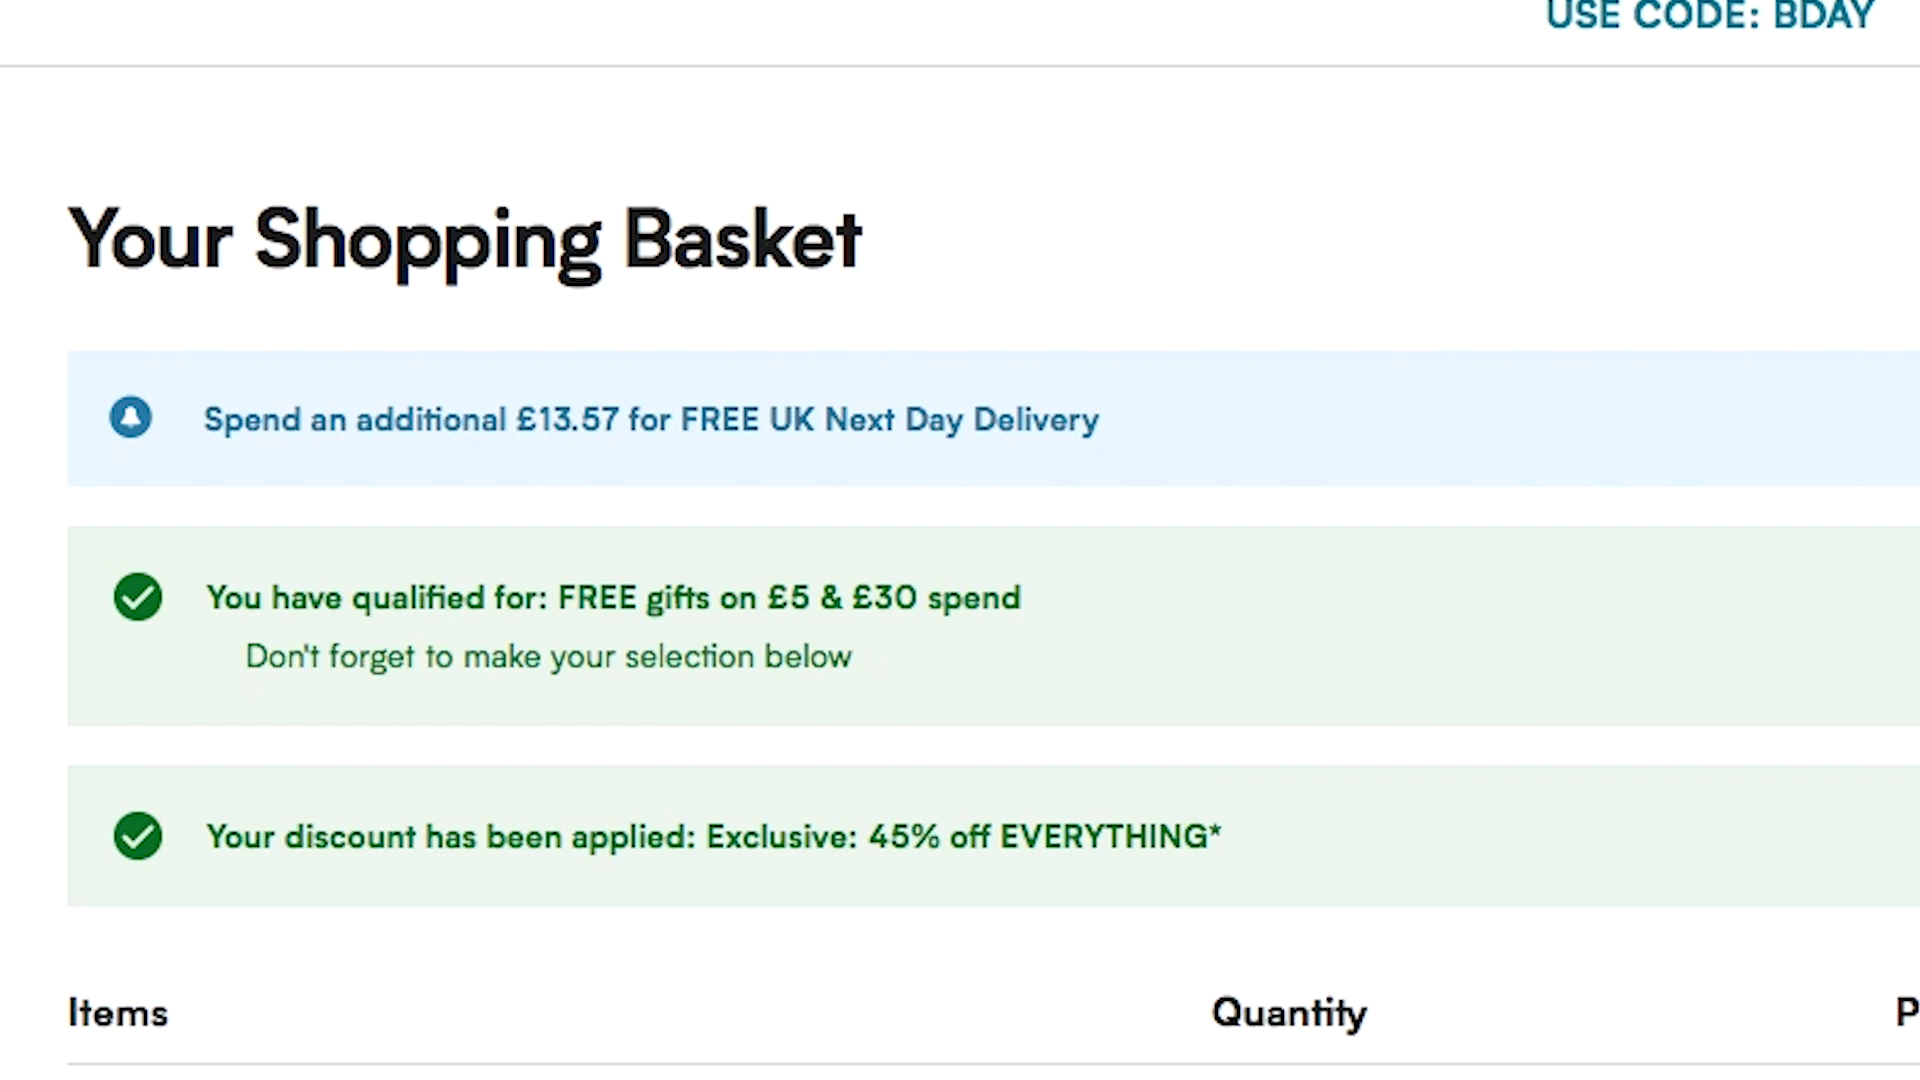 USE CODE: BDAY
Your Shopping Basket
Spend an additional £13.57 for FREE UK Next Day Delivery
You have qualified for: FREE gifts on £5 & £30 spend
Don't forget to make your selection below
Your discount has been applied: Exclusive: 45% off EVERYTHING*
Items Quantity P